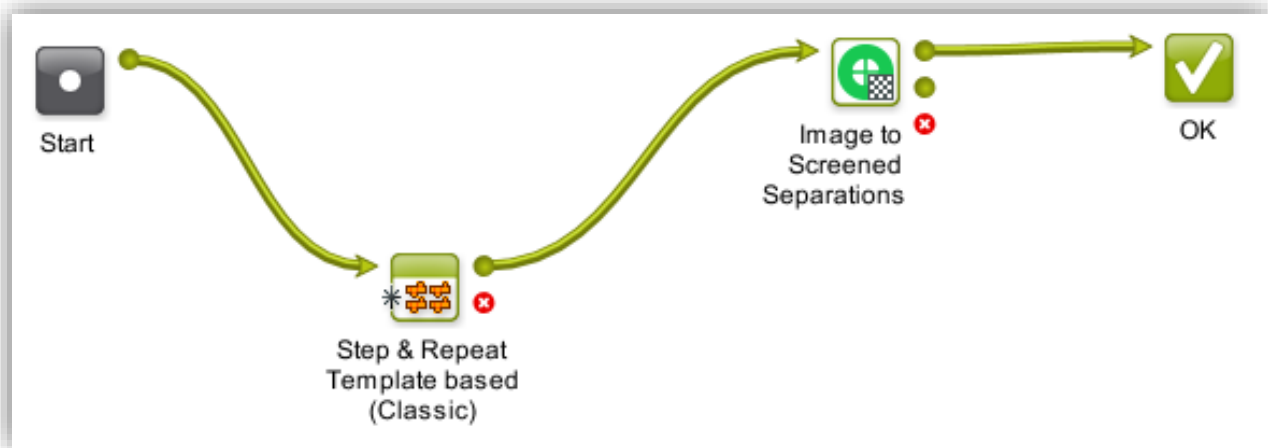 Start
Step & Repeat
Template based
(Classic)
Image to
Screened
Separations
OK